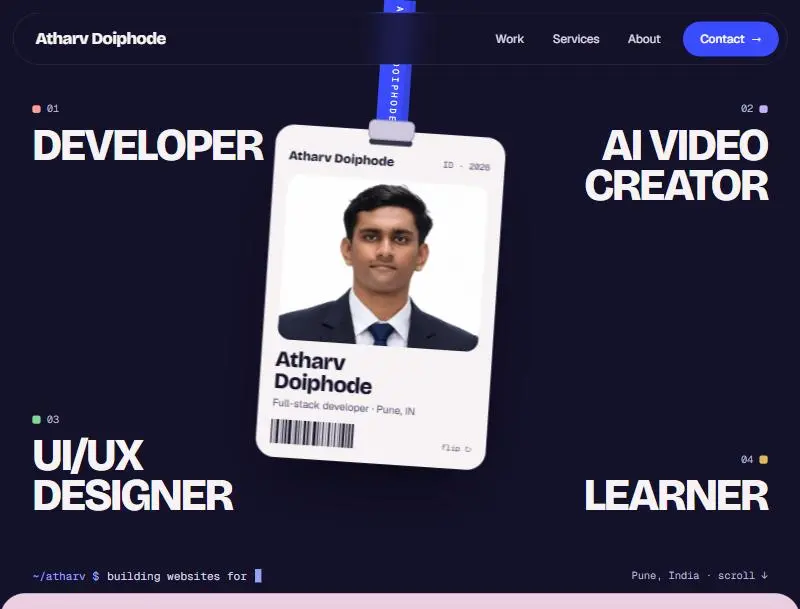 Atharv Doiphode
Work
Services
About
Contact →
DOIPHODE
01
DEVELOPER
02
AI VIDEO
CREATOR
Atharv Doiphode
ID · 2026
Atharv
Doiphode
Full-stack developer · Pune, IN
flip ↻
03
UI/UX
DESIGNER
04
LEARNER
~/atharv $ building websites for
Pune, India · scroll ↓